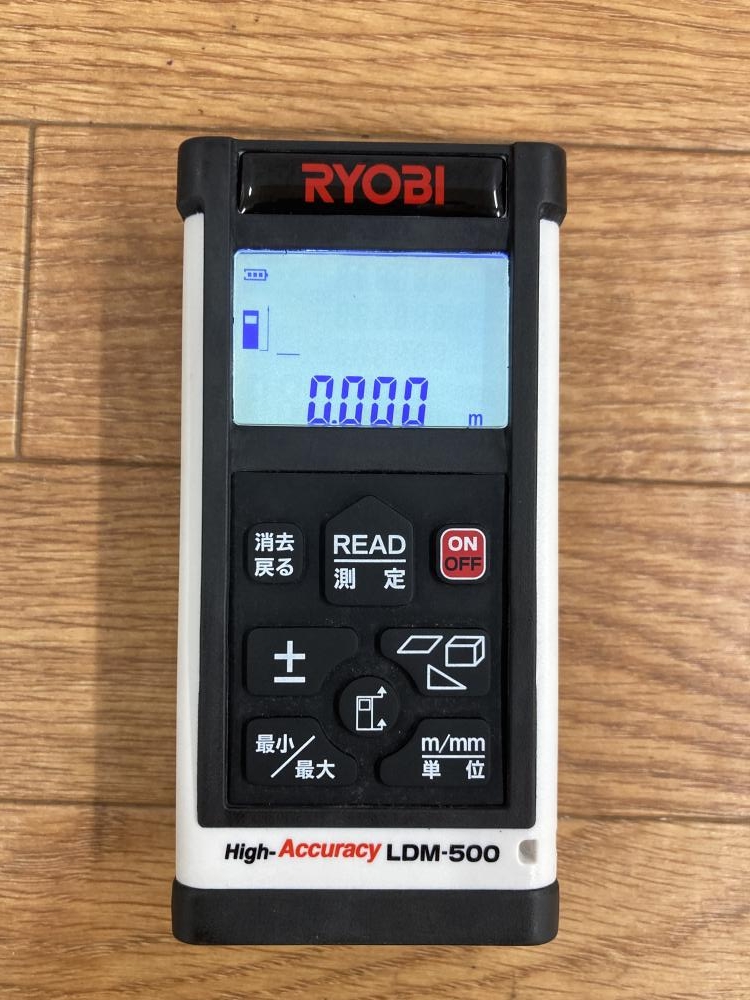 RYOBI
0.000 m
消去
戻る
READ
測 定
ON
OFF
+
−
最小/最大
m/mm
単 位
High-Accuracy LDM-500